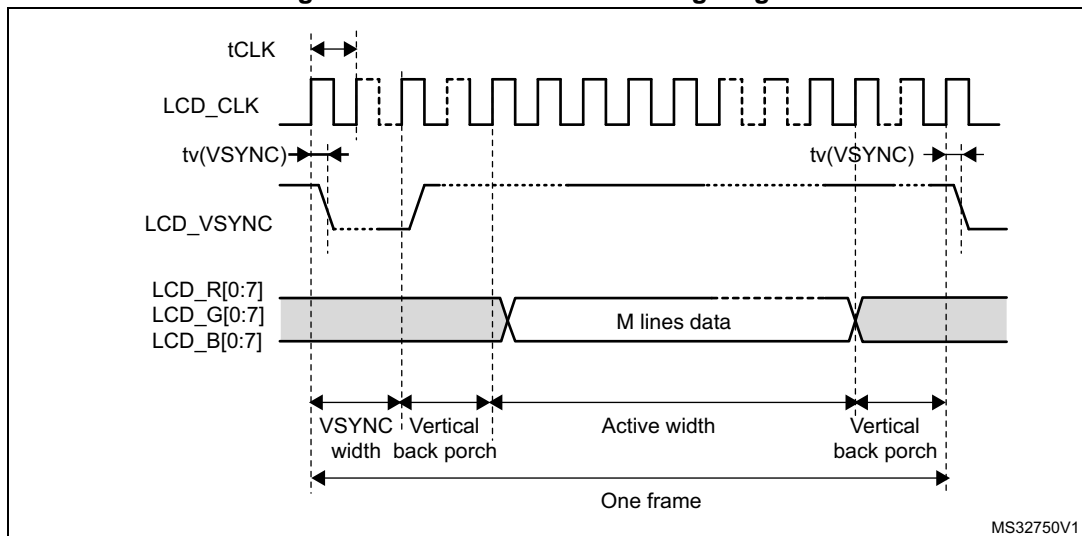 tCLK
LCD_CLK
tv(VSYNC)
tv(VSYNC)
LCD_VSYNC
LCD_R[0:7]
LCD_G[0:7]
LCD_B[0:7]
M lines data
VSYNC width
Vertical back porch
Active width
Vertical back porch
One frame
MS32750V1